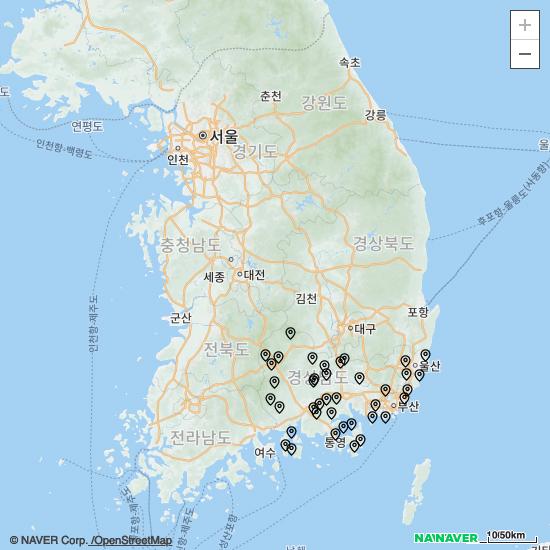 +
−
속초
춘천
강원도
강릉
연평도
서울
인천항-백령도
인천
경기도
후포항-울릉도(사동항)
충청남도
경상북도
세종
대전
김천
인천항-제주도
군산
포항
대구
전북도
경상남도
울산
부산
전라남도
여수
통영
© NAVER Corp. /OpenStreetMap
NA!NAVER
10/50km